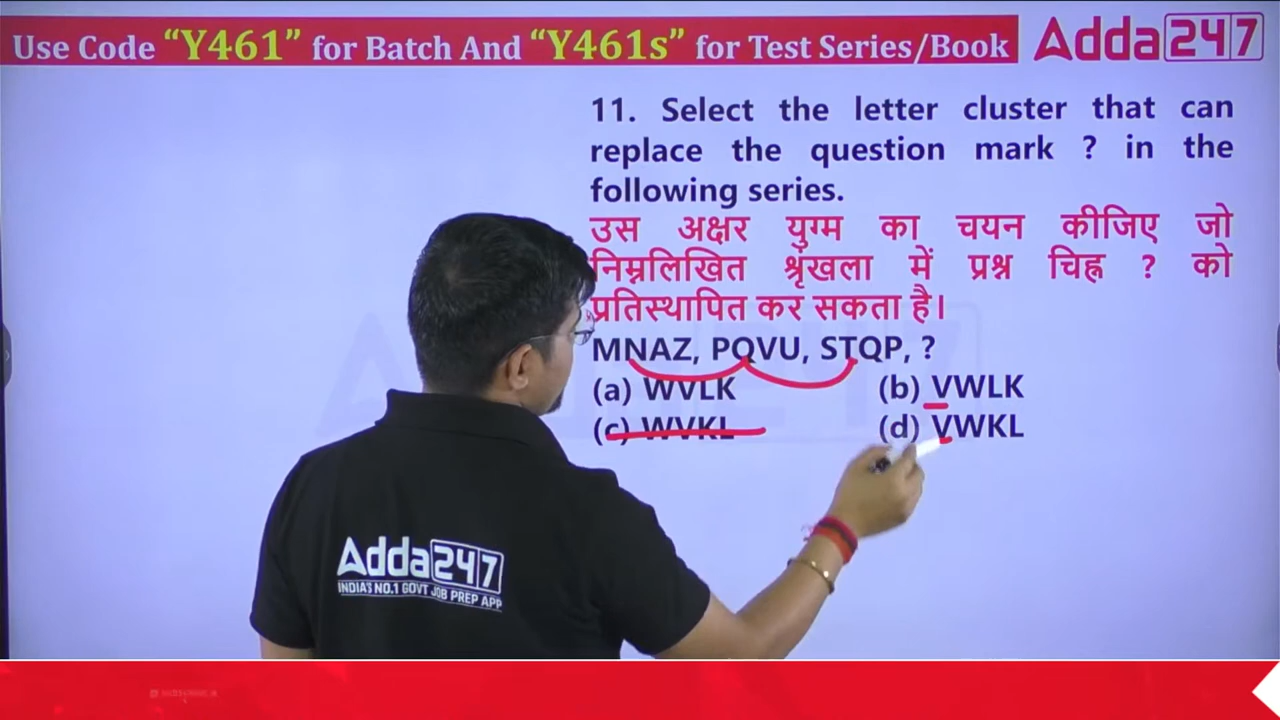 Use Code “Y461” for Batch And “Y461s” for Test Series/Book
Adda247
11. Select the letter cluster that can
replace the question mark ? in the
following series.
उस अक्षर युग्म का चयन कीजिए जो
निम्नलिखित श्रृंखला में प्रश्न चिह्न ? को
प्रतिस्थापित कर सकता है।
MNAZ, PQVU, STQP, ?
(a) WVLK (b) VWLK
(c) WVKL (d) VWKL
Adda247
INDIA'S NO.1 GOVT JOB PREP APP